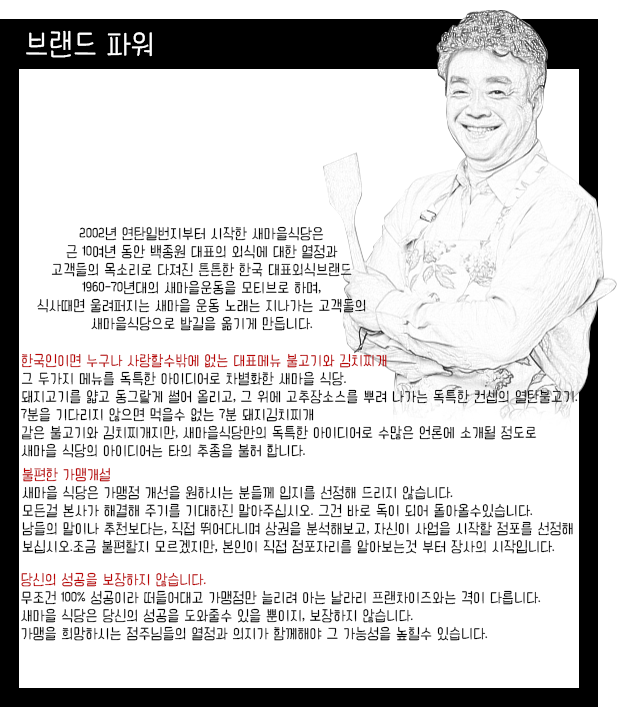 브랜드 파워
2002년 연탄일번지부터 시작한 새마을식당은
근 10여년 동안 백종원 대표의 외식에 대한 열정과
고객들의 목소리로 다져진 튼튼한 한국 대표외식브랜드
1960-70년대의 새마을운동을 모티브로 하며,
식사때면 울려퍼지는 새마을 운동 노래는 지나가는 고객들의
새마을식당으로 발길을 옮기게 만듭니다.
한국인이면 누구나 사랑할수밖에 없는 대표메뉴 불고기와 김치찌개
그 두가지 메뉴를 독특한 아이디어로 차별화한 새마을 식당.
돼지고기를 얇고 동그랗게 썰어 올리고, 그 위에 고추장소스를 뿌려 나가는 독특한 컨셉의 열탄불고기.
7분을 기다리지 않으면 먹을수 없는 7분 돼지김치찌개
같은 불고기와 김치찌개지만, 새마을식당만의 독특한 아이디어로 수많은 언론에 소개될 정도로
새마을 식당의 아이디어는 타의 추종을 불허 합니다.
불편한 가맹개설
새마을 식당은 가맹점 개선을 원하시는 분들께 입지를 선정해 드리지 않습니다.
모든걸 본사가 해결해 주기를 기대하진 말아주십시오. 그건 바로 독이 되어 돌아올수있습니다.
남들의 말이나 추천보다는, 직접 뛰어다니며 상권을 분석해보고, 자신이 사업을 시작할 점포를 선정해
보십시오.조금 불편할지 모르겠지만, 본인이 직접 점포자리를 알아보는것 부터 장사의 시작입니다.
당신의 성공을 보장하지 않습니다.
무조건 100% 성공이라 떠들어대고 가맹점만 늘리려 하는 날라리 프랜차이즈와는 격이 다릅니다.
새마을 식당은 당신의 성공을 도와줄수 있을 뿐이지, 보장하지 않습니다.
가맹을 희망하시는 점주님들의 열정과 의지가 함께해야 그 가능성을 높힐수 있습니다.